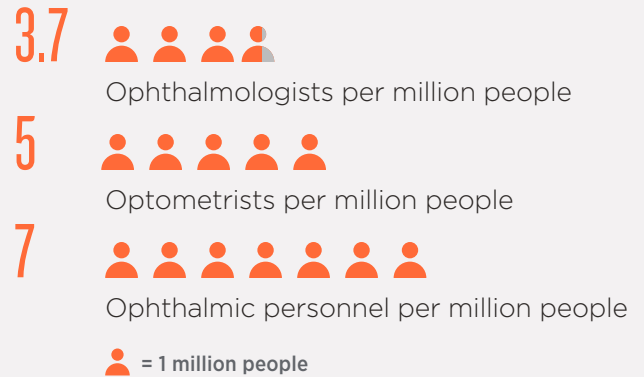 3.7
Ophthalmologists per million people
5
Optometrists per million people
7
Ophthalmic personnel per million people
= 1 million people